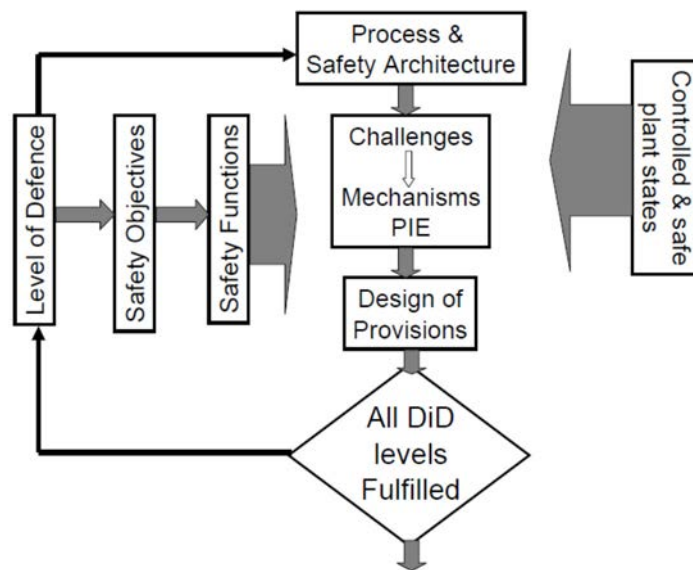 Process &
Safety Architecture
Level of Defence
Safety Objectives
Safety Functions
Challenges
Mechanisms
PIE
Controlled & safe
plant states
Design of
Provisions
All DiD
levels
Fulfilled